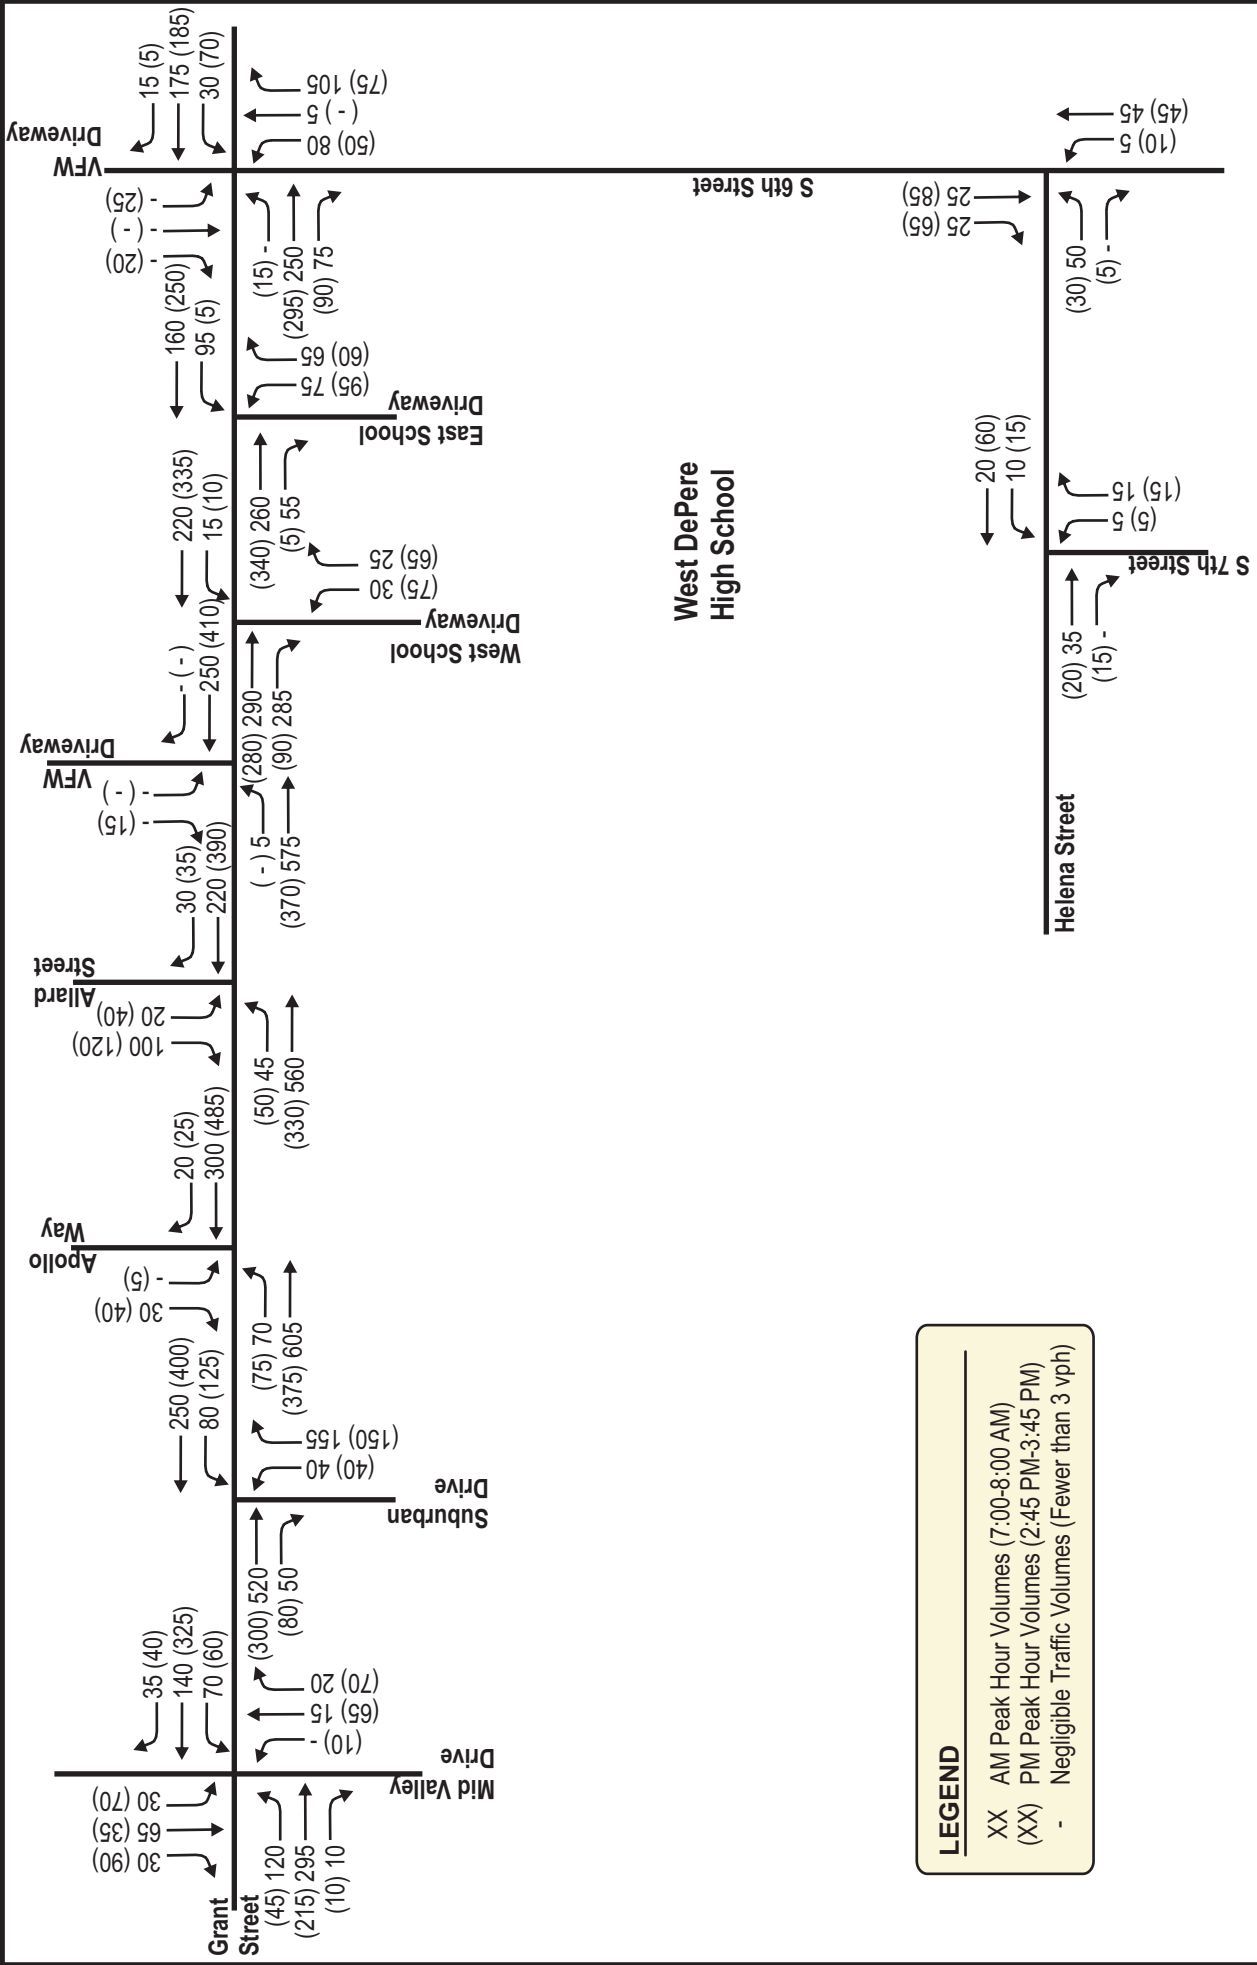 Grant
Street
30 (90)
65 (35)
30 (70)
35 (40)
140 (325)
70 (60)
(45) 120
(215) 295
(10) 10
(10) -
(65) 15
(70) 20
Mid Valley
Drive
250 (400)
80 (125)
(300) 520
(80) 50
(40) 40
(150) 155
Suburban
Drive
Apollo
Way
30 (40)
- (5)
20 (25)
300 (485)
(75) 70
(375) 605
Allard
Street
100 (120)
20 (40)
30 (35)
220 (390)
(50) 45
(330) 560
VFW
Driveway
- (15)
- ( - )
- ( - )
250 (410)
( - ) 5
(370) 575
220 (335)
15 (10)
(280) 290
(90) 285
(75) 30
(65) 25
West School
Driveway
160 (250)
95 (5)
(340) 260
(5) 55
(95) 75
(60) 65
East School
Driveway
VFW
Driveway
- (20)
- ( - )
- (25)
15 (5)
175 (185)
30 (70)
(15) -
(295) 250
(90) 75
(50) 80
( - ) 5
(75) 105
S 6th Street
West DePere
High School
Helena Street
20 (60)
10 (15)
(20) 35
(15) -
(5) 5
(15) 15
S 7th Street
25 (65)
25 (85)
(30) 50
(5) -
(10) 5
(45) 45
LEGEND
XX AM Peak Hour Volumes (7:00-8:00 AM)
(XX) PM Peak Hour Volumes (2:45 PM-3:45 PM)
- Negligible Traffic Volumes (Fewer than 3 vph)